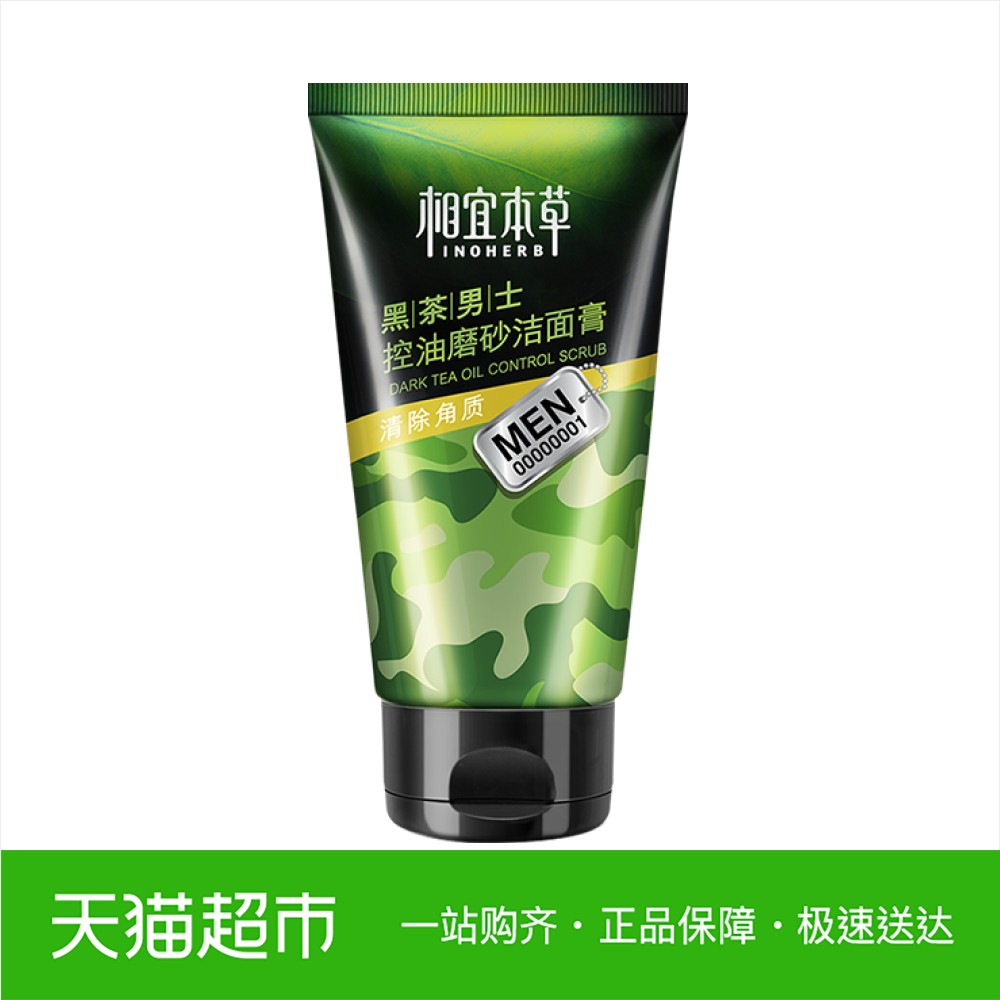 相宜本草
INOHERB
黑|茶|男|士
控油磨砂洁面膏
DARK TEA OIL CONTROL SCRUB
清除角质
MEN
00000001
天猫超市
一站购齐・正品保障・极速送达